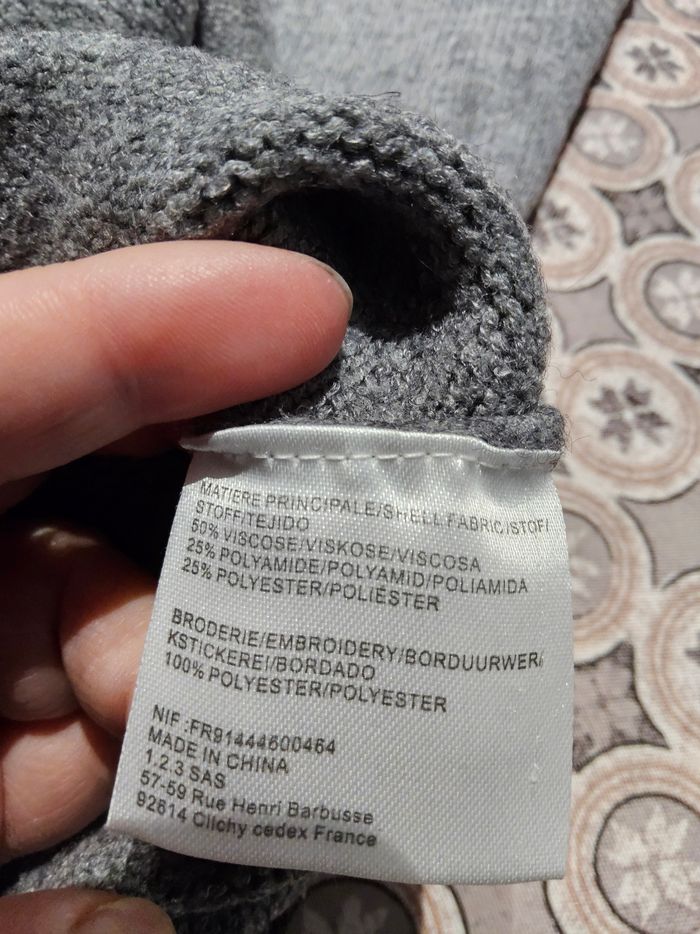 MATIERE PRINCIPALE/SHELL FABRIC/STOF/
STOFF/TEJIDO
50% VISCOSE/VISKOSE/VISCOSA
25% POLYAMIDE/POLYAMID/POLIAMIDA
25% POLYESTER/POLIÉSTER
BRODERIE/EMBROIDERY/BORDUURWER/
KSTICKEREI/BORDADO
100% POLYESTER/POLYESTER
NIF :FR91444600464
MADE IN CHINA
1.2.3 SAS
57-59 Rue Henri Barbusse
92614 Clichy cedex France